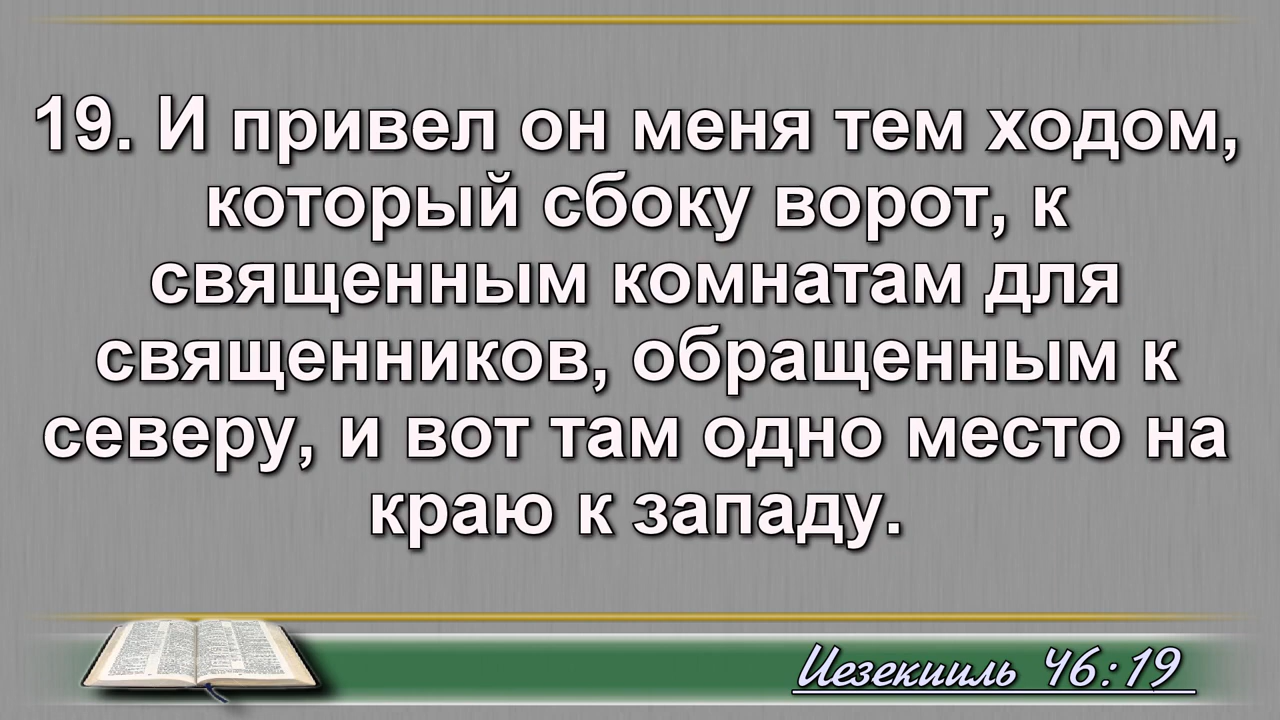 19. И привел он меня тем ходом,
который сбоку ворот, к
священным комнатам для
священников, обращенным к
северу, и вот там одно место на
краю к западу.
Иезекииль 46:19